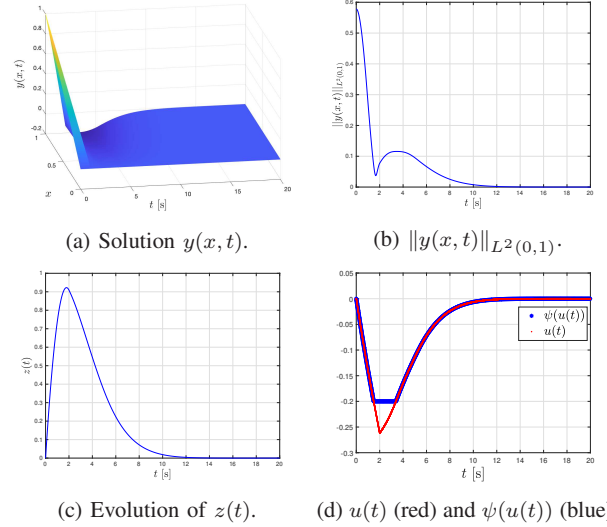 1
0.8
0.6
0.4
0.2
0
-0.2
1
0.5
0
0
5
10
15
20
y(x,t)
x
t [s]
(a) Solution y(x,t).
0.6
0.5
0.4
0.3
0.2
0.1
0
0 2 4 6 8 10 12 14 16 18 20
||y(x,t)||_{L^2(0,1)}
t [s]
(b) ‖y(x,t)‖_{L^2(0,1)}.
1
0.9
0.8
0.7
0.6
0.5
0.4
0.3
0.2
0.1
0
0 2 4 6 8 10 12 14 16 18 20
z(t)
t [s]
(c) Evolution of z(t).
0.05
0
-0.05
-0.1
-0.15
-0.2
-0.25
-0.3
0 2 4 6 8 10 12 14 16 18 20
ψ(u(t))
u(t)
t [s]
(d) u(t) (red) and ψ(u(t)) (blue)